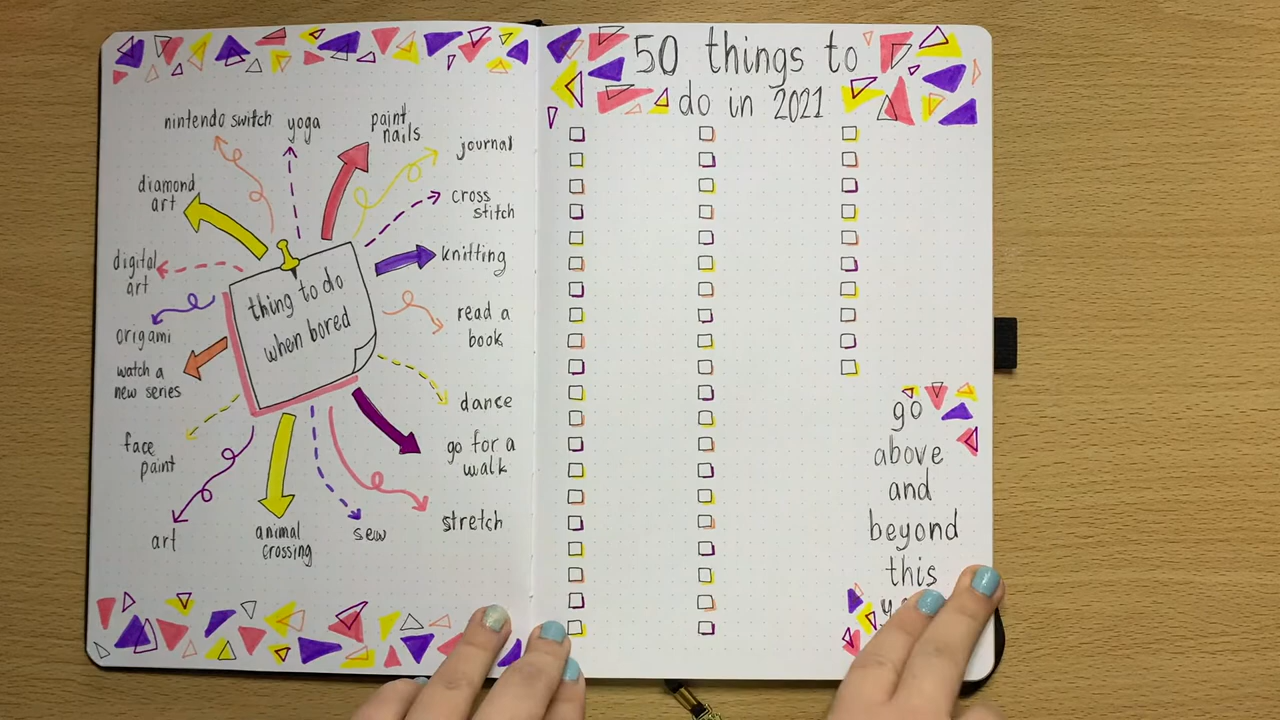 nintendo switch
yoga
paint
nails
journal
cross
stitch
knitting
read a
book
dance
go for a
walk
stretch
sew
animal
crossing
art
face
paint
watch a
new series
origami
digital
art
diamond
art
thing to do
when bored
50 things to
do in 2021
go
above
and
beyond
this